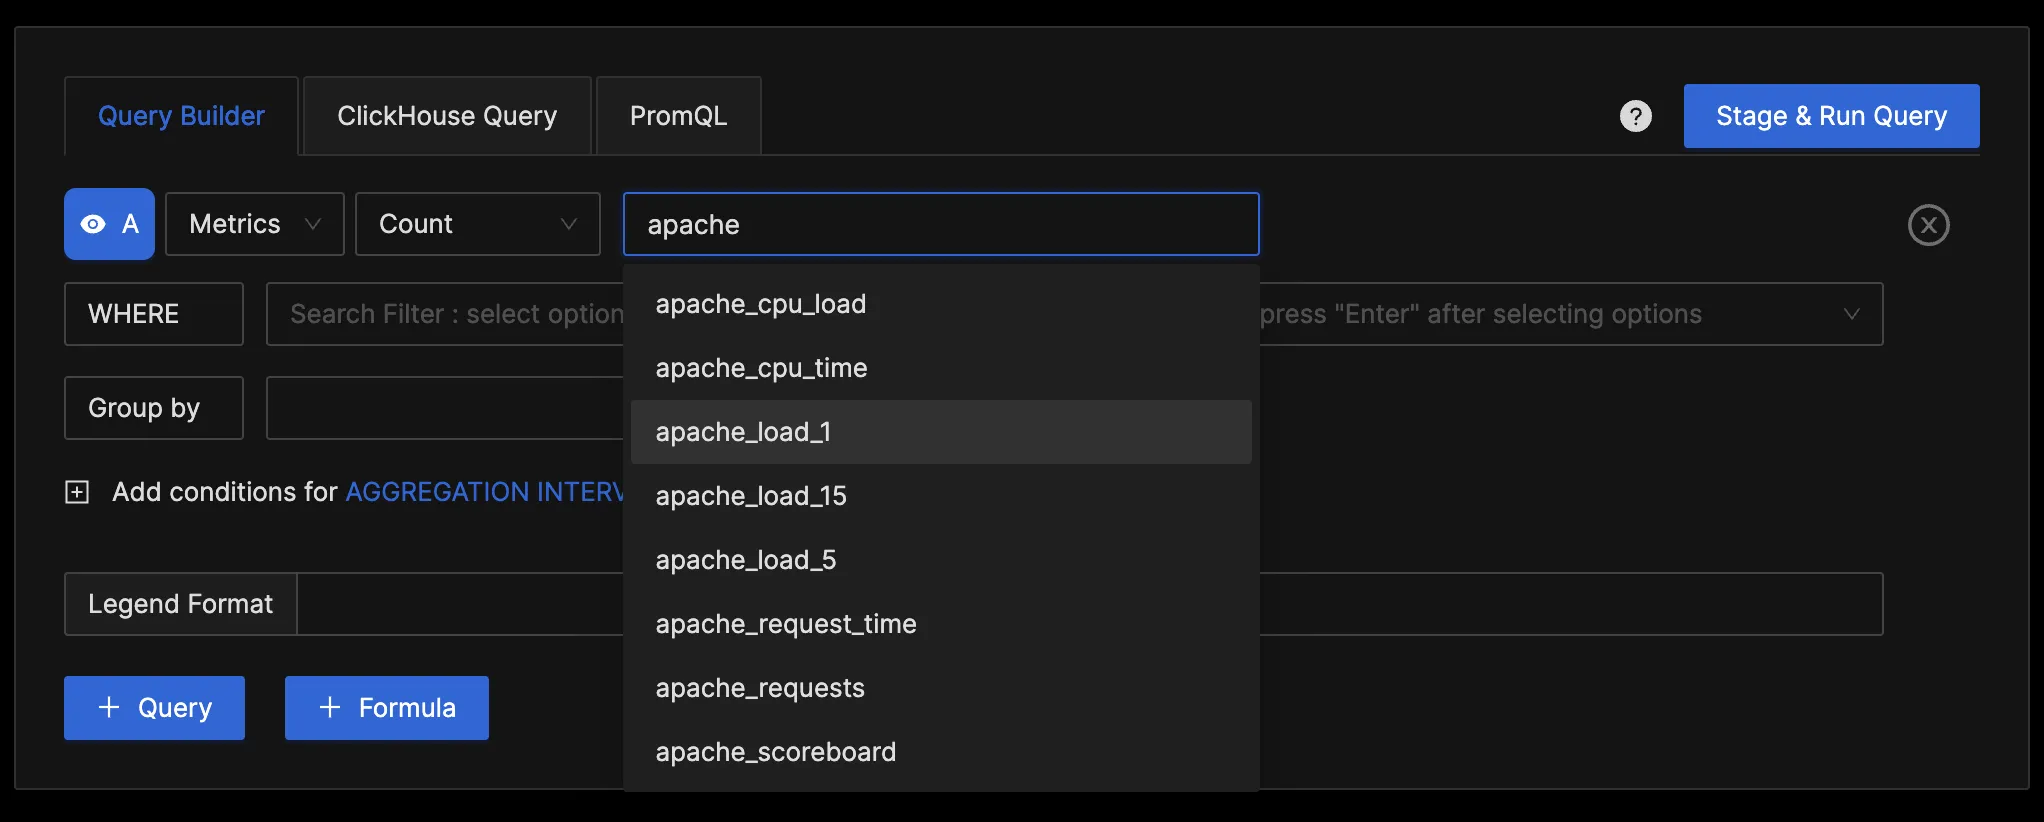 Query Builder ClickHouse Query PromQL ? Stage & Run Query
A Metrics Count apache
apache_cpu_load
WHERE Search Filter : select option press "Enter" after selecting options
apache_cpu_time
Group by
apache_load_1
Add conditions for AGGREGATION INTERV
apache_load_15
apache_load_5
Legend Format
apache_request_time
apache_requests
+ Query + Formula
apache_scoreboard